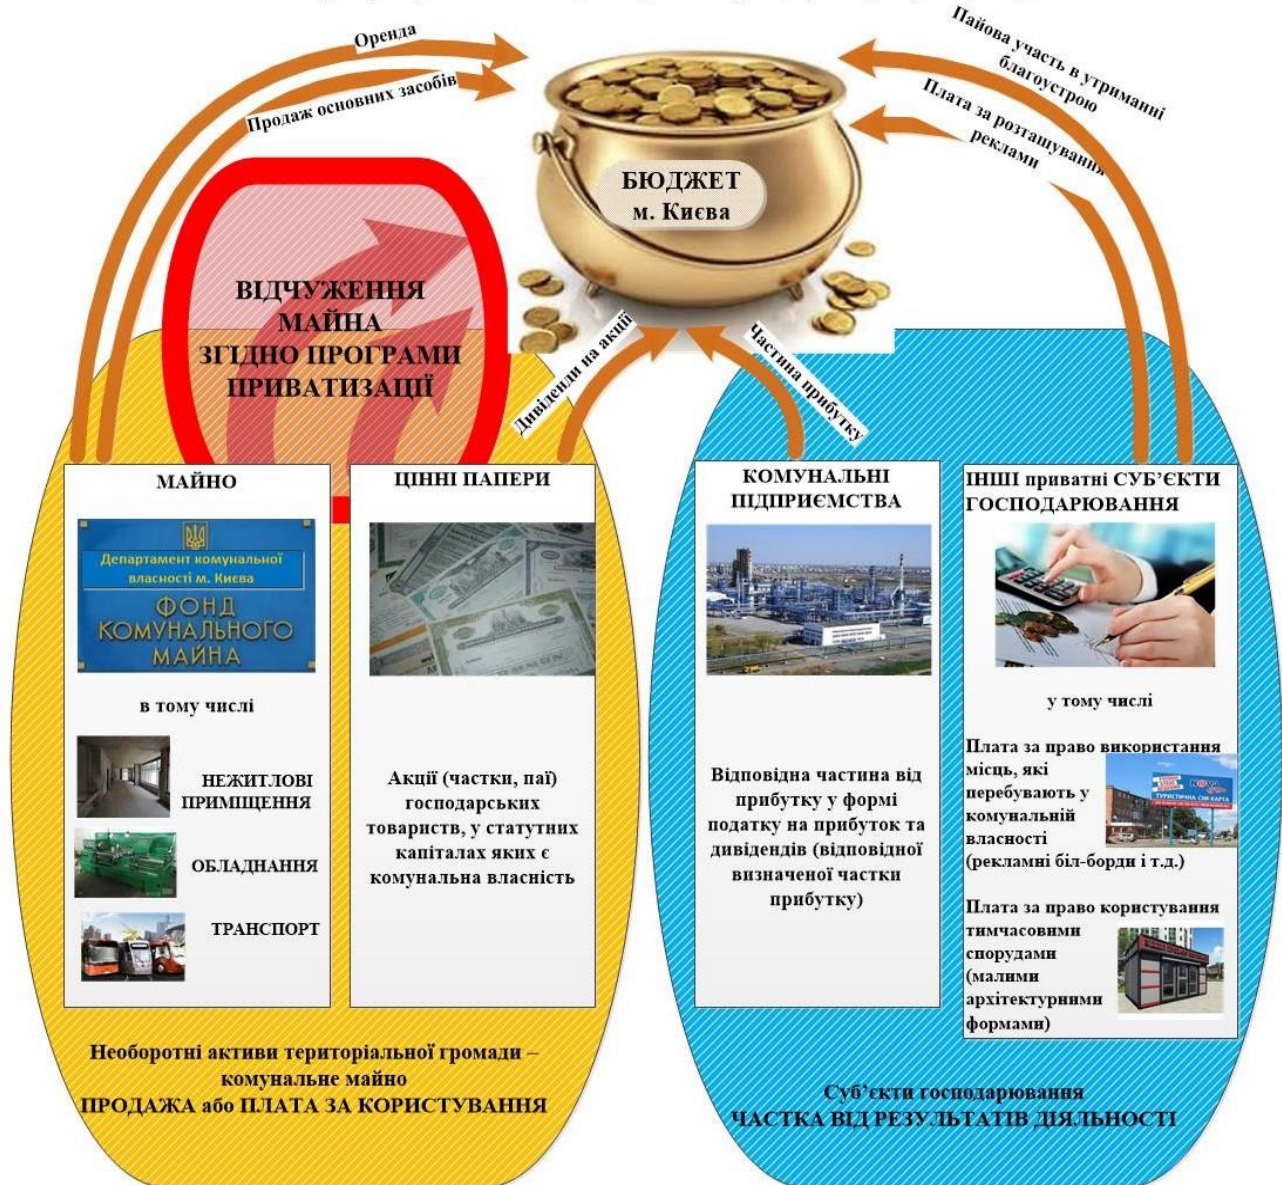 Оренда
Продаж основних засобів
Пайова участь в утриманні
благоустрою
Плата за розташування
реклами
БЮДЖЕТ
м. Києва
ВІДЧУЖЕННЯ
МАЙНА
ЗГІДНО ПРОГРАМИ
ПРИВАТИЗАЦІЇ
Дивіденди на акції
Частина прибутку
МАЙНО
Департамент комунальної
власності м. Києва
ФОНД
КОМУНАЛЬНОГО
МАЙНА
в тому числі
НЕЖИТЛОВІ
ПРИМІЩЕННЯ
ОБЛАДНАННЯ
ТРАНСПОРТ
ЦІННІ ПАПЕРИ
Акції (частки, паї)
господарських
товариств, у статутних
капіталах яких є
комунальна власність
КОМУНАЛЬНІ
ПІДПРИЄМСТВА
Відповідна частина від
прибутку у формі
податку на прибуток та
дивідендів (відповідної
визначеної частки
прибутку)
ІНШІ приватні СУБ’ЄКТИ
ГОСПОДАРЮВАННЯ
у тому числі
Плата за право використання
місць, які
перебувають у
комунальній
власності
(рекламні біл-борди і т.д.)
ТУРИСТИЧНА СІМ-КАРТА
Плата за право користування
тимчасовими
спорудами
(малими
архітектурними
формами)
Необоротні активи територіальної громади –
комунальне майно
ПРОДАЖА або ПЛАТА ЗА КОРИСТУВАННЯ
Суб’єкти господарювання
ЧАСТКА ВІД РЕЗУЛЬТАТІВ ДІЯЛЬНОСТІ